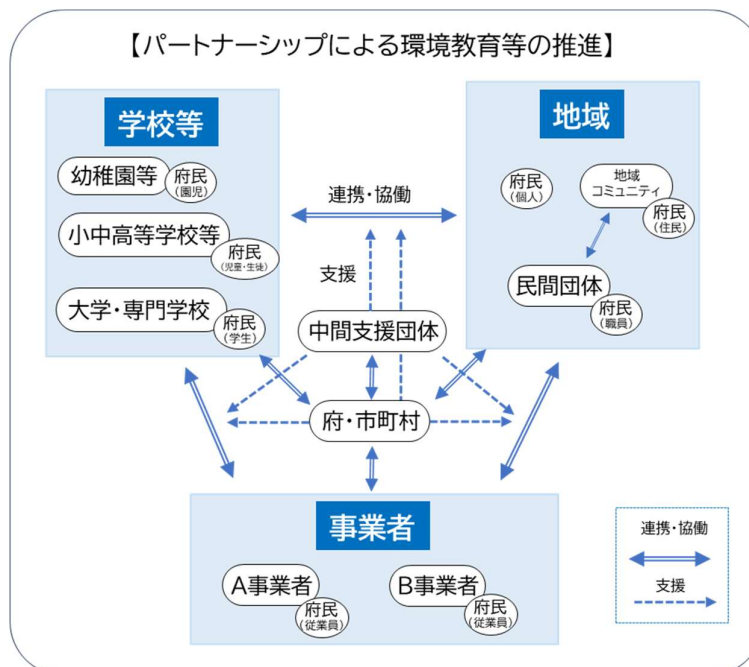 【パートナーシップによる環境教育等の推進】
学校等
幼稚園等
府民
(園児)
小中高等学校等
府民
(児童・生徒)
大学・専門学校
府民
(学生)
連携・協働
支援
地域
府民
(個人)
地域
コミュニティ
府民
(住民)
民間団体
府民
(職員)
中間支援団体
府・市町村
事業者
A事業者
府民
(従業員)
B事業者
府民
(従業員)
連携・協働
支援